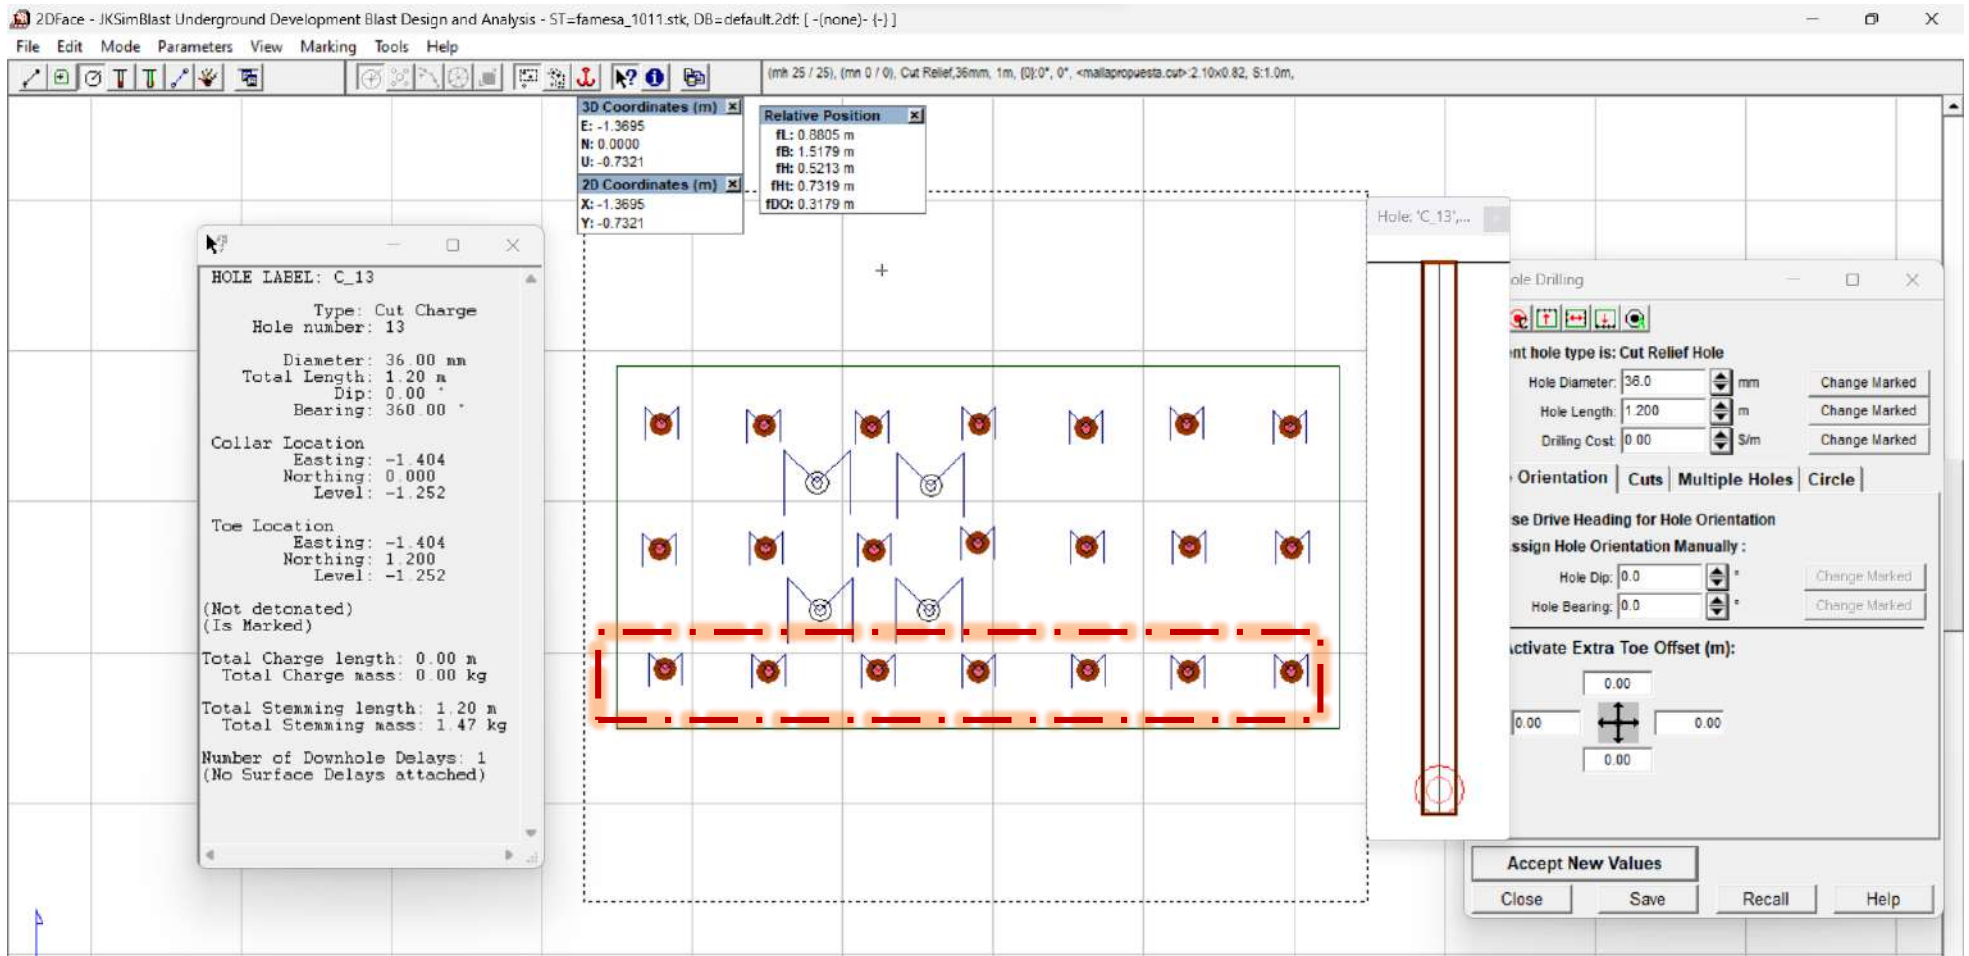 2DFace - JKSimBlast Underground Development Blast Design and Analysis - ST=famesa_1011.stk, DB=default.2df: [ -(none)- {-} ]
File Edit Mode Parameters View Marking Tools Help
(mh 25 / 25), (mn 0 / 0), Cut Relief,36mm, 1m, {0}:0°, 0°, <mallapropuesta.cut>:2.10x0.82, S:1.0m,
3D Coordinates (m)
E: -1.3695
N: 0.0000
U: -0.7321
2D Coordinates (m)
X: -1.3695
Y: -0.7321
Relative Position
fL: 0.8805 m
fB: 1.5179 m
fH: 0.5213 m
fHt: 0.7319 m
fDO: 0.3179 m
HOLE LABEL: C_13
Type: Cut Charge
Hole number: 13
Diameter: 36.00 mm
Total Length: 1.20 m
Dip: 0.00 °
Bearing: 360.00 °
Collar Location
Easting: -1.404
Northing: 0.000
Level: -1.252
Toe Location
Easting: -1.404
Northing: 1.200
Level: -1.252
(Not detonated)
(Is Marked)
Total Charge length: 0.00 m
Total Charge mass: 0.00 kg
Total Stemming length: 1.20 m
Total Stemming mass: 1.47 kg
Number of Downhole Delays: 1
(No Surface Delays attached)
Hole: 'C_13',...
ole Drilling
nt hole type is: Cut Relief Hole
Hole Diameter: 36.0 mm Change Marked
Hole Length: 1.200 m Change Marked
Drilling Cost: 0.00 $/m Change Marked
Orientation Cuts Multiple Holes Circle
se Drive Heading for Hole Orientation
ssign Hole Orientation Manually :
Hole Dip: 0.0 ° Change Marked
Hole Bearing: 0.0 ° Change Marked
ctivate Extra Toe Offset (m):
0.00
0.00 0.00
0.00
Accept New Values
Close Save Recall Help